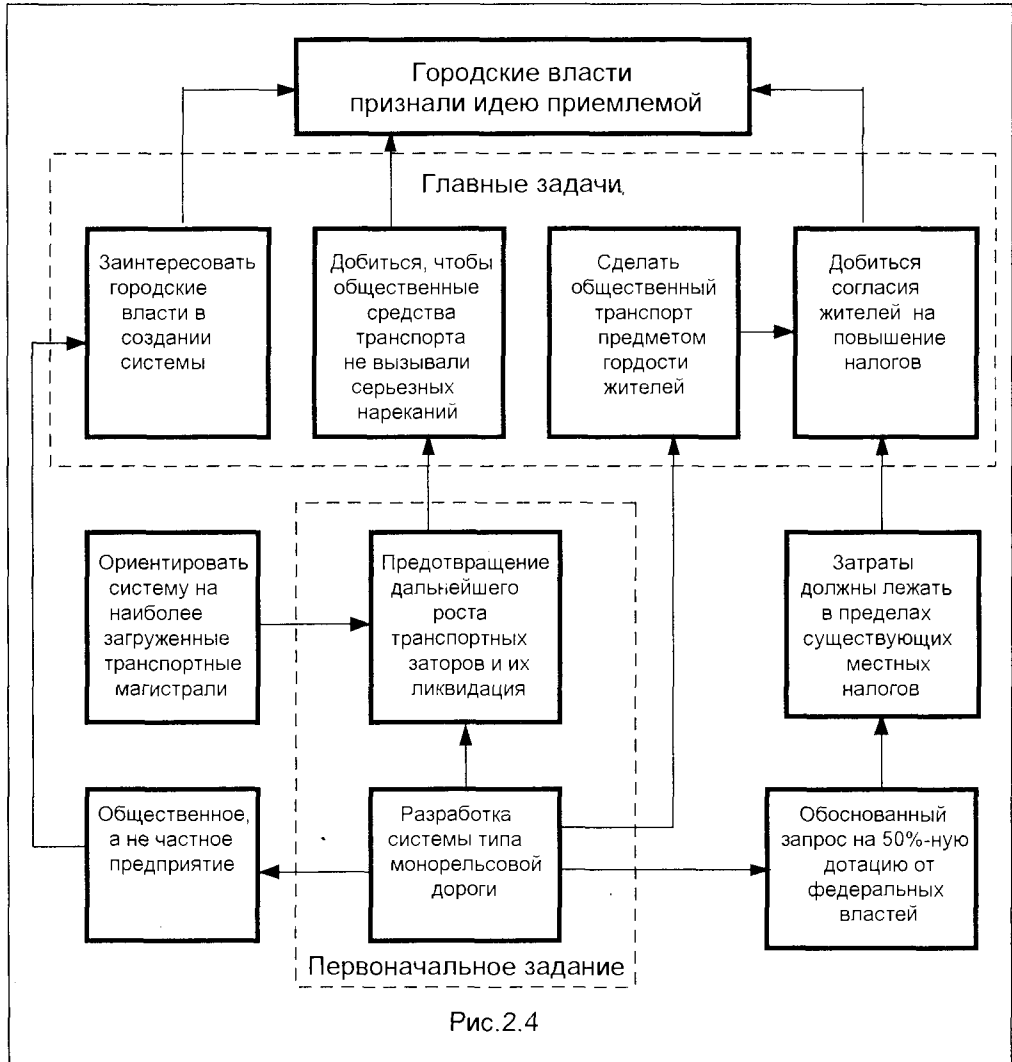 Городские власти
признали идею приемлемой
Главные задачи
Заинтересовать
городские
власти в
создании
системы
Добиться, чтобы
общественные
средства
транспорта
не вызывали
серьезных
нареканий
Сделать
общественный
транспорт
предметом
гордости
жителей
Добиться
согласия
жителей на
повышение
налогов
Ориентировать
систему на
наиболее
загруженные
транспортные
магистрали
Предотвращение
дальнейшего
роста
транспортных
заторов и их
ликвидация
Затраты
должны лежать
в пределах
существующих
местных
налогов
Общественное,
а не частное
предприятие
Разработка
системы типа
монорельсовой
дороги
Обоснованный
запрос на 50%-ную
дотацию от
федеральных
властей
Первоначальное задание
Рис.2.4